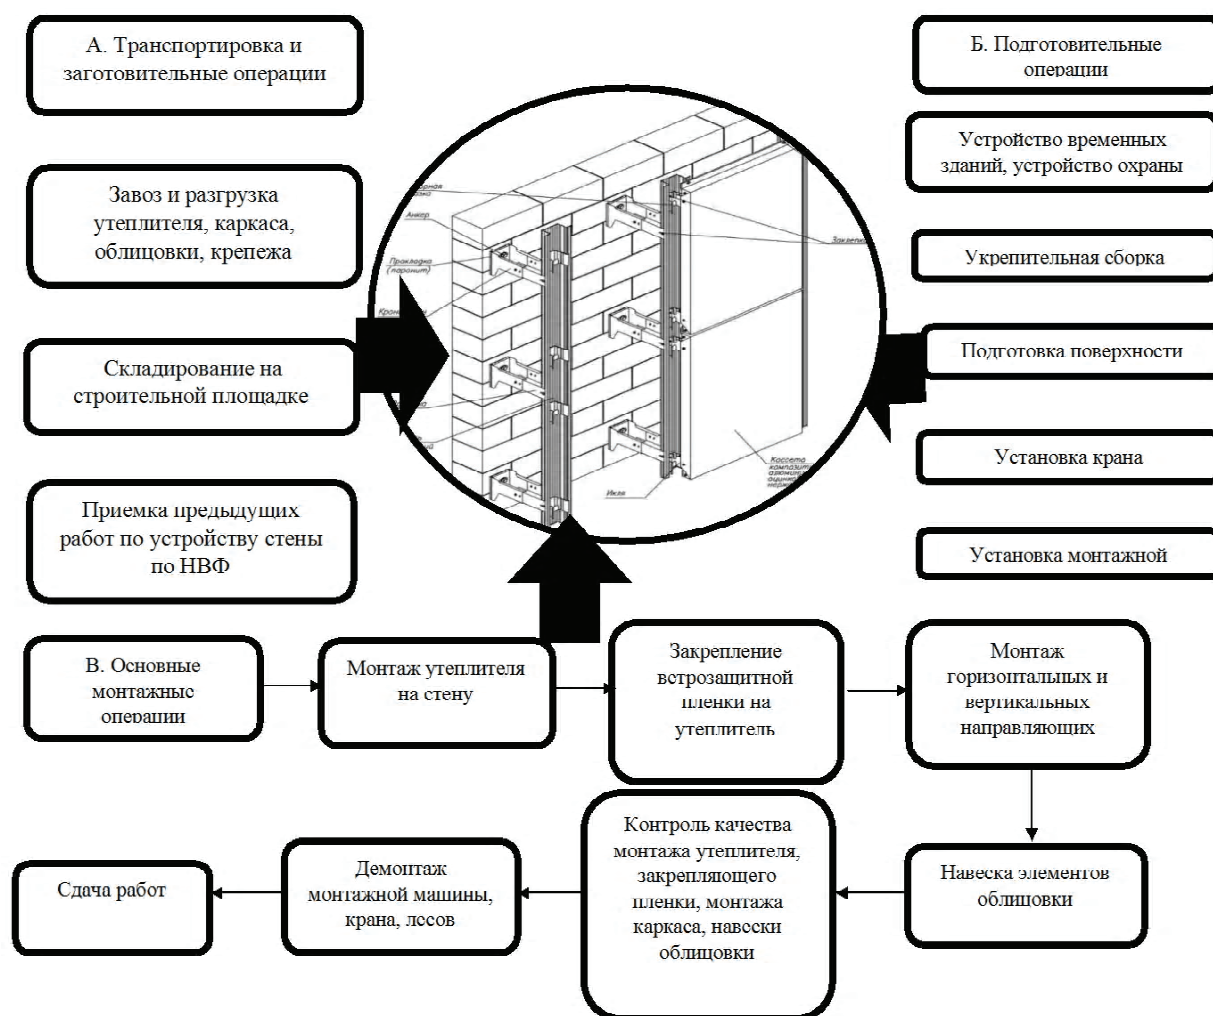 А. Транспортировка и
заготовительные операции
Завоз и разгрузка
утеплителя, каркаса,
облицовки, крепежа
Складирование на
строительной площадке
Приемка предыдущих
работ по устройству стены
по НВФ
Анкер
Прокладка
(паронит)
Заклепка
Икля
Кассета
Б. Подготовительные
операции
Устройство временных
зданий, устройство охраны
Укрепительная сборка
Подготовка поверхности
Установка крана
Установка монтажной
В. Основные
монтажные
операции
Монтаж утеплителя
на стену
Закрепление
встрозащитной
пленки на
утеплитель
Монтаж
горизонтальных и
вертикальных
направляющих
Навеска элементов
облицовки
Контроль качества
монтажа утеплителя,
закрепляющего
пленки, монтажа
каркаса, навески
облицовки
Демонтаж
монтажной машины,
крана, лесов
Сдача работ